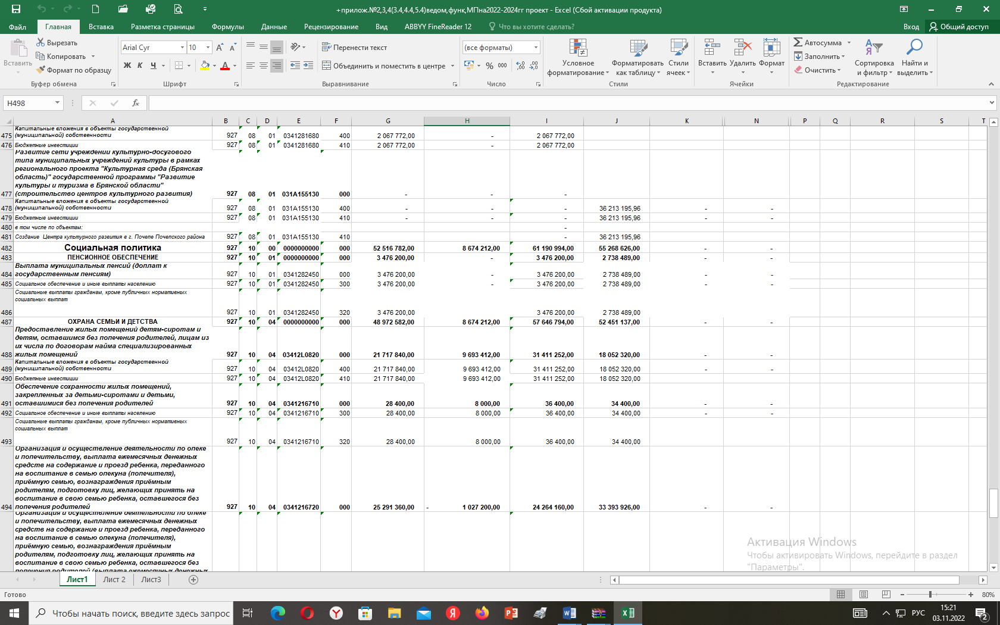 +прилож.№2,3,4(3.4,4.4,5.4)ведом,функ,МПна2022-2024гг проект - Excel (Сбой активации продукта)
Файл Главная Вставка Разметка страницы Формулы Данные Рецензирование Вид ABBYY FineReader 12 Что вы хотите сделать? Вход Общий доступ
Вставить Вырезать Копировать Формат по образцу
Arial Cyr 10 Ж К Ч
Перенести текст
Объединить и поместить в центре
(все форматы) % 000
Условное форматирование Форматировать как таблицу Стили ячеек
Вставить Удалить Формат
Автосумма Заполнить Очистить Сортировка и фильтр Найти и выделить
Буфер обмена Шрифт Выравнивание Число Стили Ячейки Редактирование
H498 fx
A B C D E F G H I J K N P Q R S T
Капитальные вложения в объекты государственной
475 (муниципальной) собственности 927 08 01 0341281680 400 2 067 772,00 - 2 067 772,00
476 Бюджетные инвестиции 927 08 01 0341281680 410 2 067 772,00 - 2 067 772,00
Развитие сети учреждений культурно-досугового
типа муниципальных учреждений культуры в рамках
регионального проекта "Культурная среда (Брянская
область)" государственной программы "Развитие
культуры и туризма в Брянской области"
477 (строительство центров культурного развития) 927 08 01 031A155130 000 - - -
Капитальные вложения в объекты государственной
478 (муниципальной) собственности 927 08 01 031A155130 400 - - - 36 213 195,96 - -
479 Бюджетные инвестиции 927 08 01 031A155130 410 - - - 36 213 195,96 - -
480 в том числе по объектам: -
481 Создание Центра культурного развития в г. Почепе Почепского района 927 08 01 031A155130 410 - 36 213 195,96
482 Социальная политика 927 10 00 0000000000 000 52 516 782,00 8 674 212,00 61 190 994,00 55 268 626,00 - -
483 ПЕНСИОННОЕ ОБЕСПЕЧЕНИЕ 927 10 01 0000000000 000 3 476 200,00 - 3 476 200,00 2 738 489,00 - -
Выплата муниципальных пенсий (доплат к
484 государственным пенсиям) 927 10 01 0341282450 000 3 476 200,00 - 3 476 200,00 2 738 489,00 - -
485 Социальное обеспечение и иные выплаты населению 927 10 01 0341282450 300 3 476 200,00 - 3 476 200,00 2 738 489,00 - -
Социальные выплаты гражданам, кроме публичных нормативных
социальных выплат
486 927 10 01 0341282450 320 3 476 200,00 3 476 200,00 2 738 489,00
487 ОХРАНА СЕМЬИ И ДЕТСТВА 927 10 04 0000000000 000 48 972 582,00 8 674 212,00 57 646 794,00 52 451 137,00 - -
Предоставление жилых помещений детям-сиротам и
детям, оставшимся без попечения родителей, лицам из
их числа по договорам найма специализированных
488 жилых помещений 927 10 04 03412L0820 000 21 717 840,00 9 693 412,00 31 411 252,00 18 052 320,00 - -
Капитальные вложения в объекты государственной
489 (муниципальной) собственности 927 10 04 03412L0820 400 21 717 840,00 9 693 412,00 31 411 252,00 18 052 320,00 - -
490 Бюджетные инвестиции 927 10 04 03412L0820 410 21 717 840,00 9 693 412,00 31 411 252,00 18 052 320,00
Обеспечение сохранности жилых помещений,
закрепленных за детьми-сиротами и детьми,
491 оставшимися без попечения родителей 927 10 04 0341216710 000 28 400,00 8 000,00 36 400,00 34 400,00 - -
492 Социальное обеспечение и иные выплаты населению 927 10 04 0341216710 300 28 400,00 8 000,00 36 400,00 34 400,00 - -
Социальные выплаты гражданам, кроме публичных нормативных
социальных выплат
493 927 10 04 0341216710 320 28 400,00 8 000,00 36 400,00 34 400,00
Организация и осуществление деятельности по опеке
и попечительству, выплата ежемесячных денежных
средств на содержание и проезд ребенка, переданного
на воспитание в семью опекуна (попечителя),
приёмную семью, вознаграждения приёмным
родителям, подготовку лиц, желающих принять на
воспитание в свою семью ребенка, оставшегося без
494 попечения родителей 927 10 04 0341216720 000 25 291 360,00 - 1 027 200,00 24 264 160,00 33 393 926,00 - -
Организация и осуществление деятельности по опеке
и попечительству, выплата ежемесячных денежных
средств на содержание и проезд ребенка, переданного
на воспитание в семью опекуна (попечителя),
приёмную семью, вознаграждения приёмным
родителям, подготовку лиц, желающих принять на
воспитание в свою семью ребенка, оставшегося без
попечения родителей (выплата ежемесячных денежных
Активация Windows
Чтобы активировать Windows, перейдите в раздел
"Параметры".
Лист1 Лист 2 Лист3
Готово 80%
Чтобы начать поиск, введите здесь запрос
РУС 15:21
03.11.2022 2